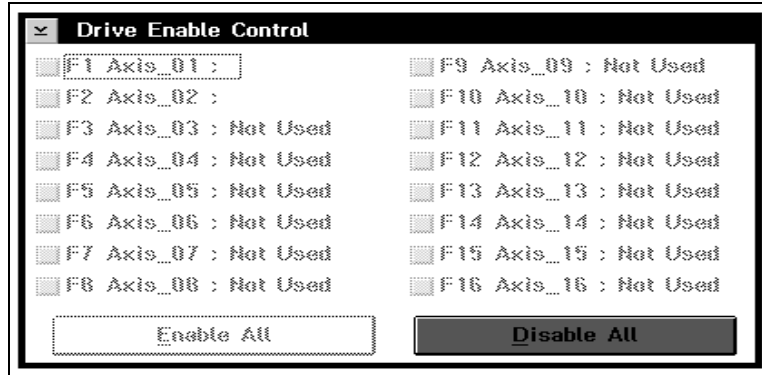 Drive Enable Control
F1 Axis_01 :
F2 Axis_02 :
F3 Axis_03 : Not Used
F4 Axis_04 : Not Used
F5 Axis_05 : Not Used
F6 Axis_06 : Not Used
F7 Axis_07 : Not Used
F8 Axis_08 : Not Used
F9 Axis_09 : Not Used
F10 Axis_10 : Not Used
F11 Axis_11 : Not Used
F12 Axis_12 : Not Used
F13 Axis_13 : Not Used
F14 Axis_14 : Not Used
F15 Axis_15 : Not Used
F16 Axis_16 : Not Used
Enable All
Disable All